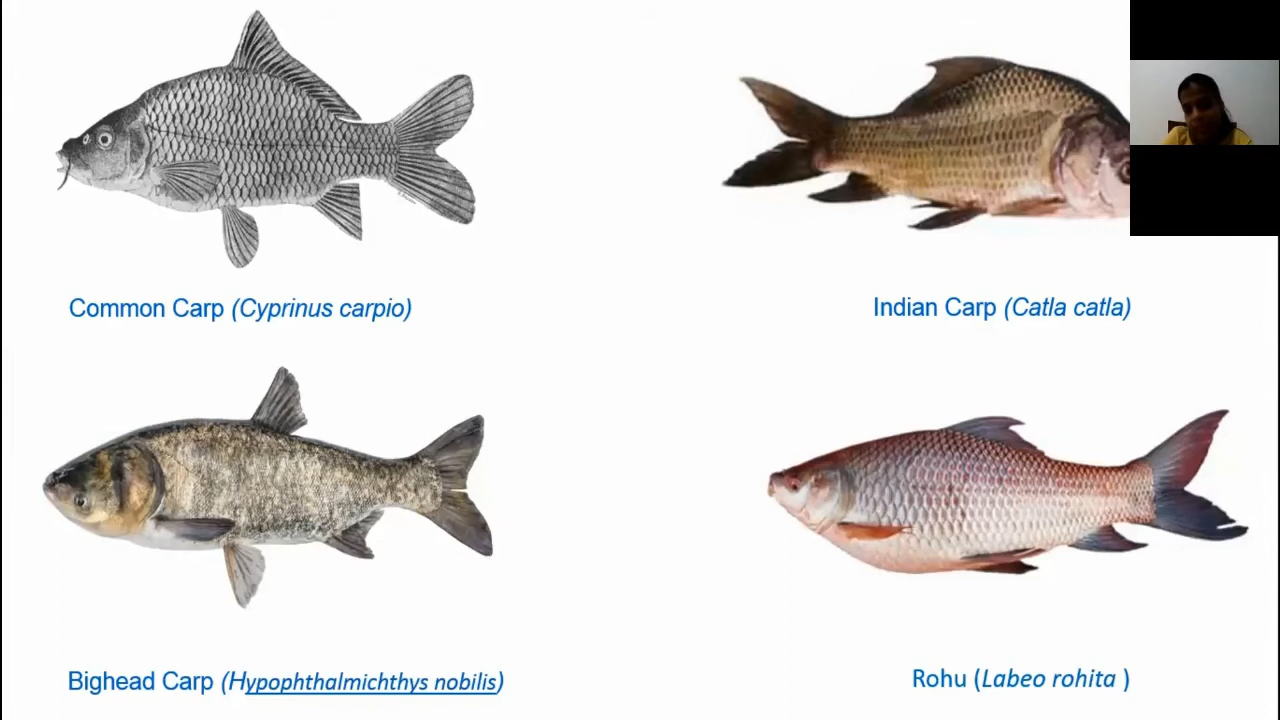 Common Carp (Cyprinus carpio)
Indian Carp (Catla catla)
Bighead Carp (Hypophthalmichthys nobilis)
Rohu (Labeo rohita )